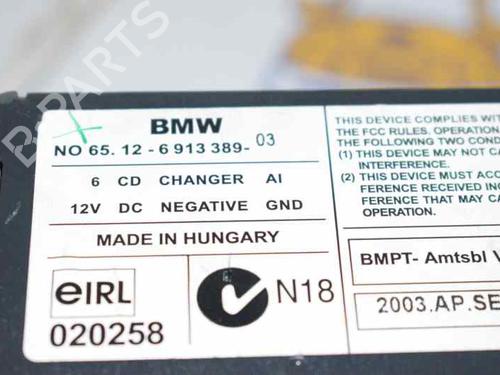 BMW
NO 65. 12 - 6 913 389- 03
6 CD CHANGER AI
12V DC NEGATIVE GND
MADE IN HUNGARY
eIRL
020258
N18
THIS DEVICE COMPLIES WITH
THE FCC RULES. OPERATION
THE FOLLOWING TWO COND
(1) THIS DEVICE MAY NOT CA
INTERFERENCE.
(2) THIS DEVICE MUST ACC
FERENCE RECEIVED INC
FERENCE THAT MAY CA
OPERATION.
BMPT- Amtsbl V
2003.AP.SE
B-PARTS